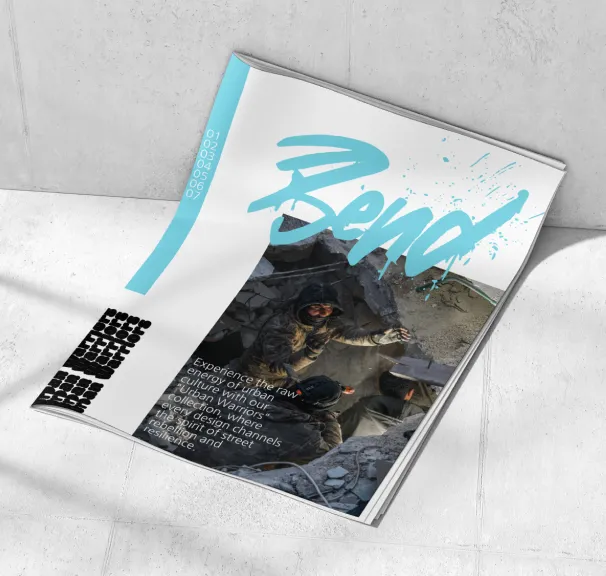 Bend
01
02
03
04
05
06
07
Experience the raw
energy of urban
culture with our
"Urban Warriors"
collection, where
every design channels
the spirit of street
rebellion and
resilience.